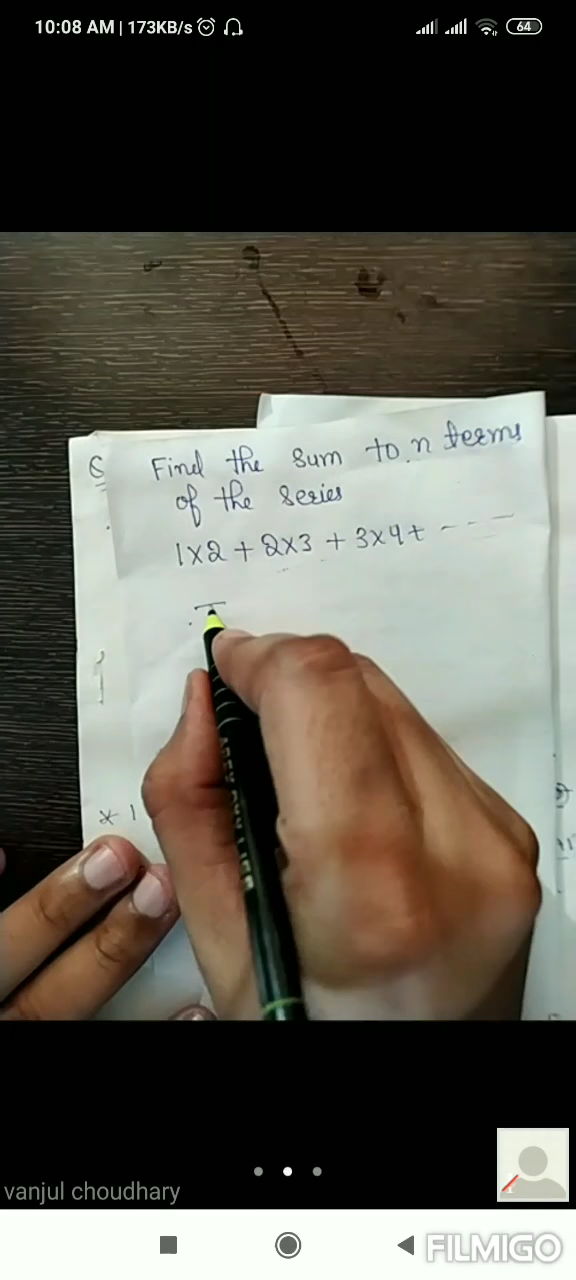 10:08 AM | 173KB/s
64
Q Find the sum to n terms
of the series
1x2 + 2x3 + 3x4+ ----
* 1
vanjul choudhary
FILMIGO